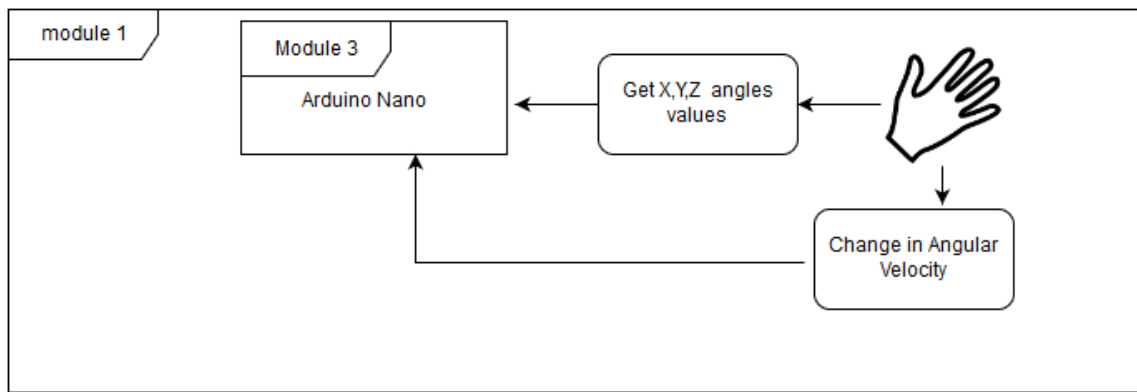 module 1
Module 3
Arduino Nano
Get X,Y,Z angles
values
Change in Angular
Velocity